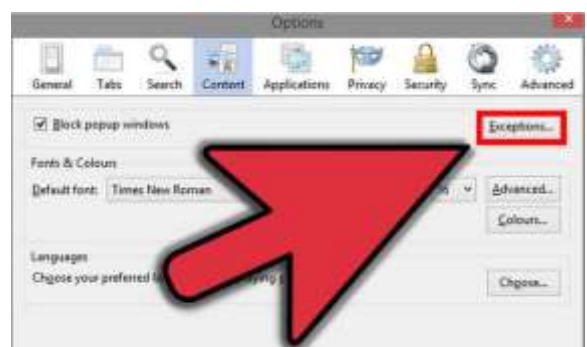 Options
General Tabs Search Content Applications Privacy Security Sync Advanced
Block popup windows Exceptions...
Fonts & Colours
Default font: Times New Roman Advanced...
Colours...
Languages
Choose your preferred Choose...